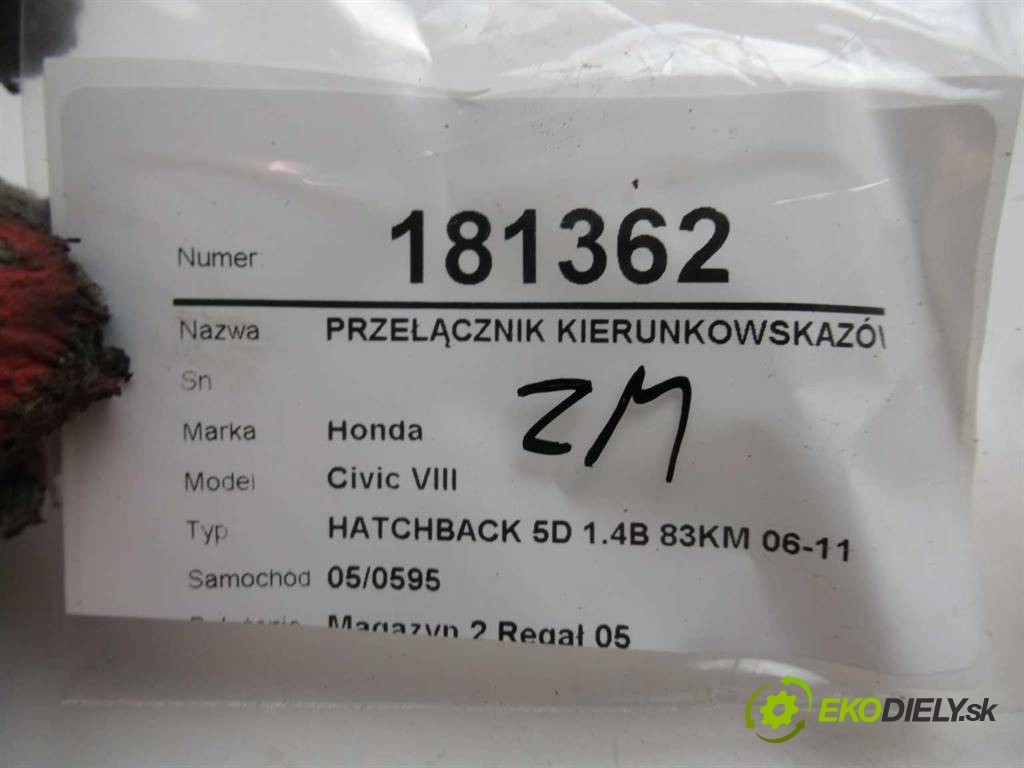 Numer 181362
Nazwa PRZEŁĄCZNIK KIERUNKOWSKAZÓ
Sn
ZM
Marka Honda
Model Civic VIII
Typ HATCHBACK 5D 1.4B 83KM 06-11
Samochód 05/0595
Magazyn 2 Regał 05
EKODIELY.sk